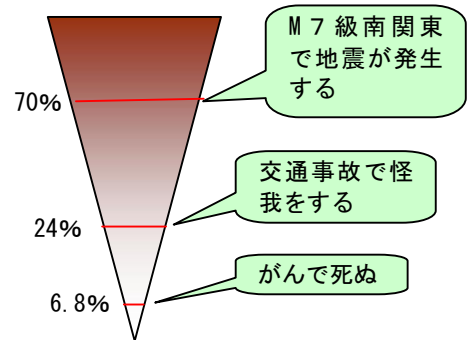 M7級南関東
で地震が発生
する
70%
交通事故で怪
我をする
24%
がんで死ぬ
6.8%